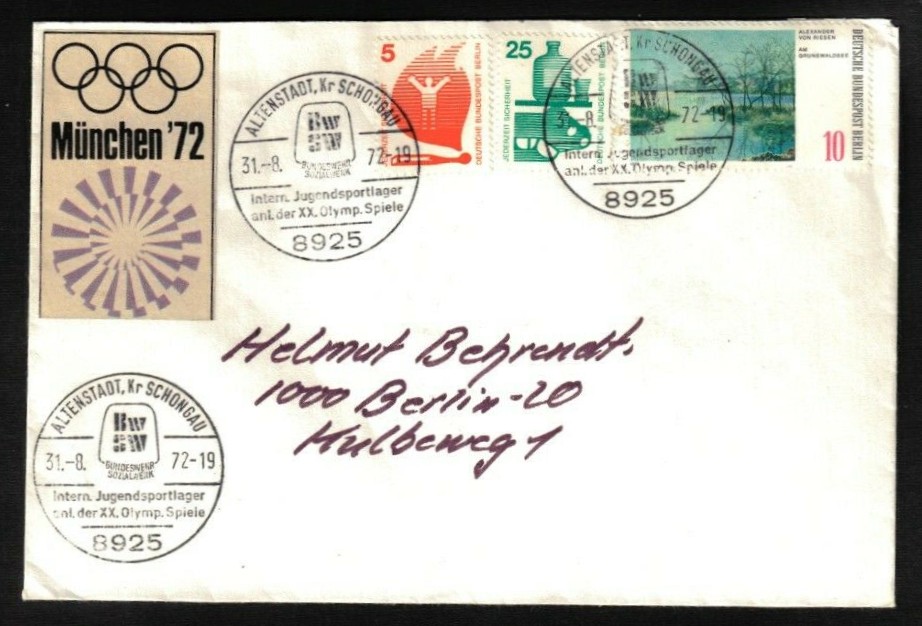 München '72
ALTENSTADT, Kr SCHONGAU
BW
SW
BUNDESWEHR
SOZIALWERK
31.-8. 72-19
Intern. Jugendsportlager
anl. der XX. Olymp. Spiele
8925
5
DEUTSCHE BUNDESPOST BERLIN
25
JEDERZEIT SICHERHEIT
ALTENSTADT, Kr SCHONGAU
31.-8. 72-19
Intern. Jugendsportlager
anl. der XX. Olymp. Spiele
8925
ALEXANDER
VON RIESEN
AM
GRUNEWALDSEE
10
DEUTSCHE BUNDESPOST BERLIN
Helmut Behrendt.
1000 Berlin-20
Kulbeweg 1
ALTENSTADT, Kr SCHONGAU
BW
SW
BUNDESWEHR
SOZIALWERK
31.-8. 72-19
Intern. Jugendsportlager
anl. der XX. Olymp. Spiele
8925